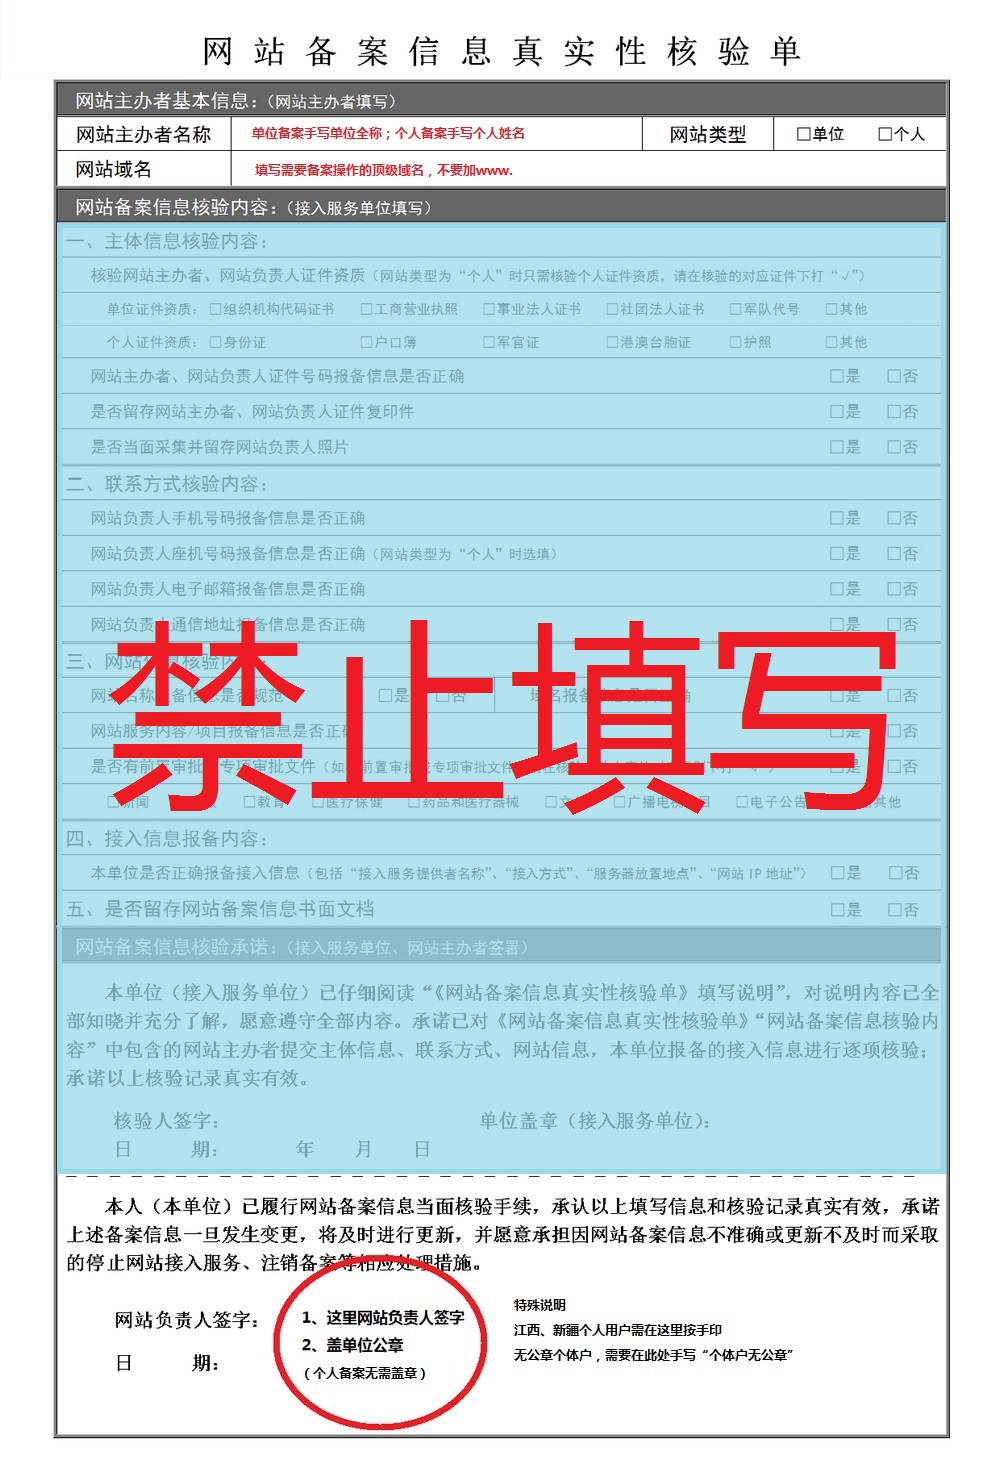 网站备案信息真实性核验单
网站主办者基本信息：（网站主办者填写）
网站主办者名称 单位备案手写单位全称；个人备案手写个人姓名 网站类型 □单位 □个人
网站域名 填写需要备案操作的顶级域名，不要加www.
网站备案信息核验内容：（接入服务单位填写）
一、主体信息核验内容：
核验网站主办者、网站负责人证件资质（网站类型为“个人”时只需核验个人证件资质，请在核验的对应证件下打“√”）
单位证件资质：□组织机构代码证书 □工商营业执照 □事业法人证书 □社团法人证书 □军队代号 □其他
个人证件资质：□身份证 □户口簿 □军官证 □港澳台胞证 □护照 □其他
网站主办者、网站负责人证件号码报备信息是否正确 □是 □否
是否留存网站主办者、网站负责人证件复印件 □是 □否
是否当面采集并留存网站负责人照片 □是 □否
二、联系方式核验内容：
网站负责人手机号码报备信息是否正确 □是 □否
网站负责人座机号码报备信息是否正确（网站类型为“个人”时选填） □是 □否
网站负责人电子邮箱报备信息是否正确 □是 □否
网站负责人通信地址报备信息是否正确 □是 □否
三、网站信息核验内容：
网站名称报备信息是否规范 □是 □否 域名报备信息是否正确 □是 □否
网站服务内容/项目报备信息是否正确 □是 □否
是否有前置审批或专项审批文件 □是 □否
□新闻 □教育 □医疗保健 □药品和医疗器械 □文化 □广播电视节目 □电子公告 其他
禁止填写
四、接入信息报备内容：
本单位是否正确报备接入信息（包括“接入服务提供者名称”、“接入方式”、“服务器放置地点”、“网站 IP 地址”） □是 □否
五、是否留存网站备案信息书面文档 □是 □否
网站备案信息核验承诺：（接入服务单位、网站主办者签署）
本单位（接入服务单位）已仔细阅读“《网站备案信息真实性核验单》填写说明”，对说明内容已全
部知晓并充分了解，愿意遵守全部内容。承诺已对《网站备案信息真实性核验单》“网站备案信息核验内
容”中包含的网站主办者提交主体信息、联系方式、网站信息，本单位报备的接入信息进行逐项核验；
承诺以上核验记录真实有效。
核验人签字： 单位盖章（接入服务单位）：
日 期： 年 月 日
本人（本单位）已履行网站备案信息当面核验手续，承认以上填写信息和核验记录真实有效，承诺
上述备案信息一旦发生变更，将及时进行更新，并愿意承担因网站备案信息不准确或更新不及时而采取
的停止网站接入服务、注销备案等相应处理措施。
网站负责人签字：
日 期：
1、这里网站负责人签字
2、盖单位公章
（个人备案无需盖章）
特殊说明
江西、新疆个人用户需在这里按手印
无公章个体户，需要在此处手写“个体户无公章”